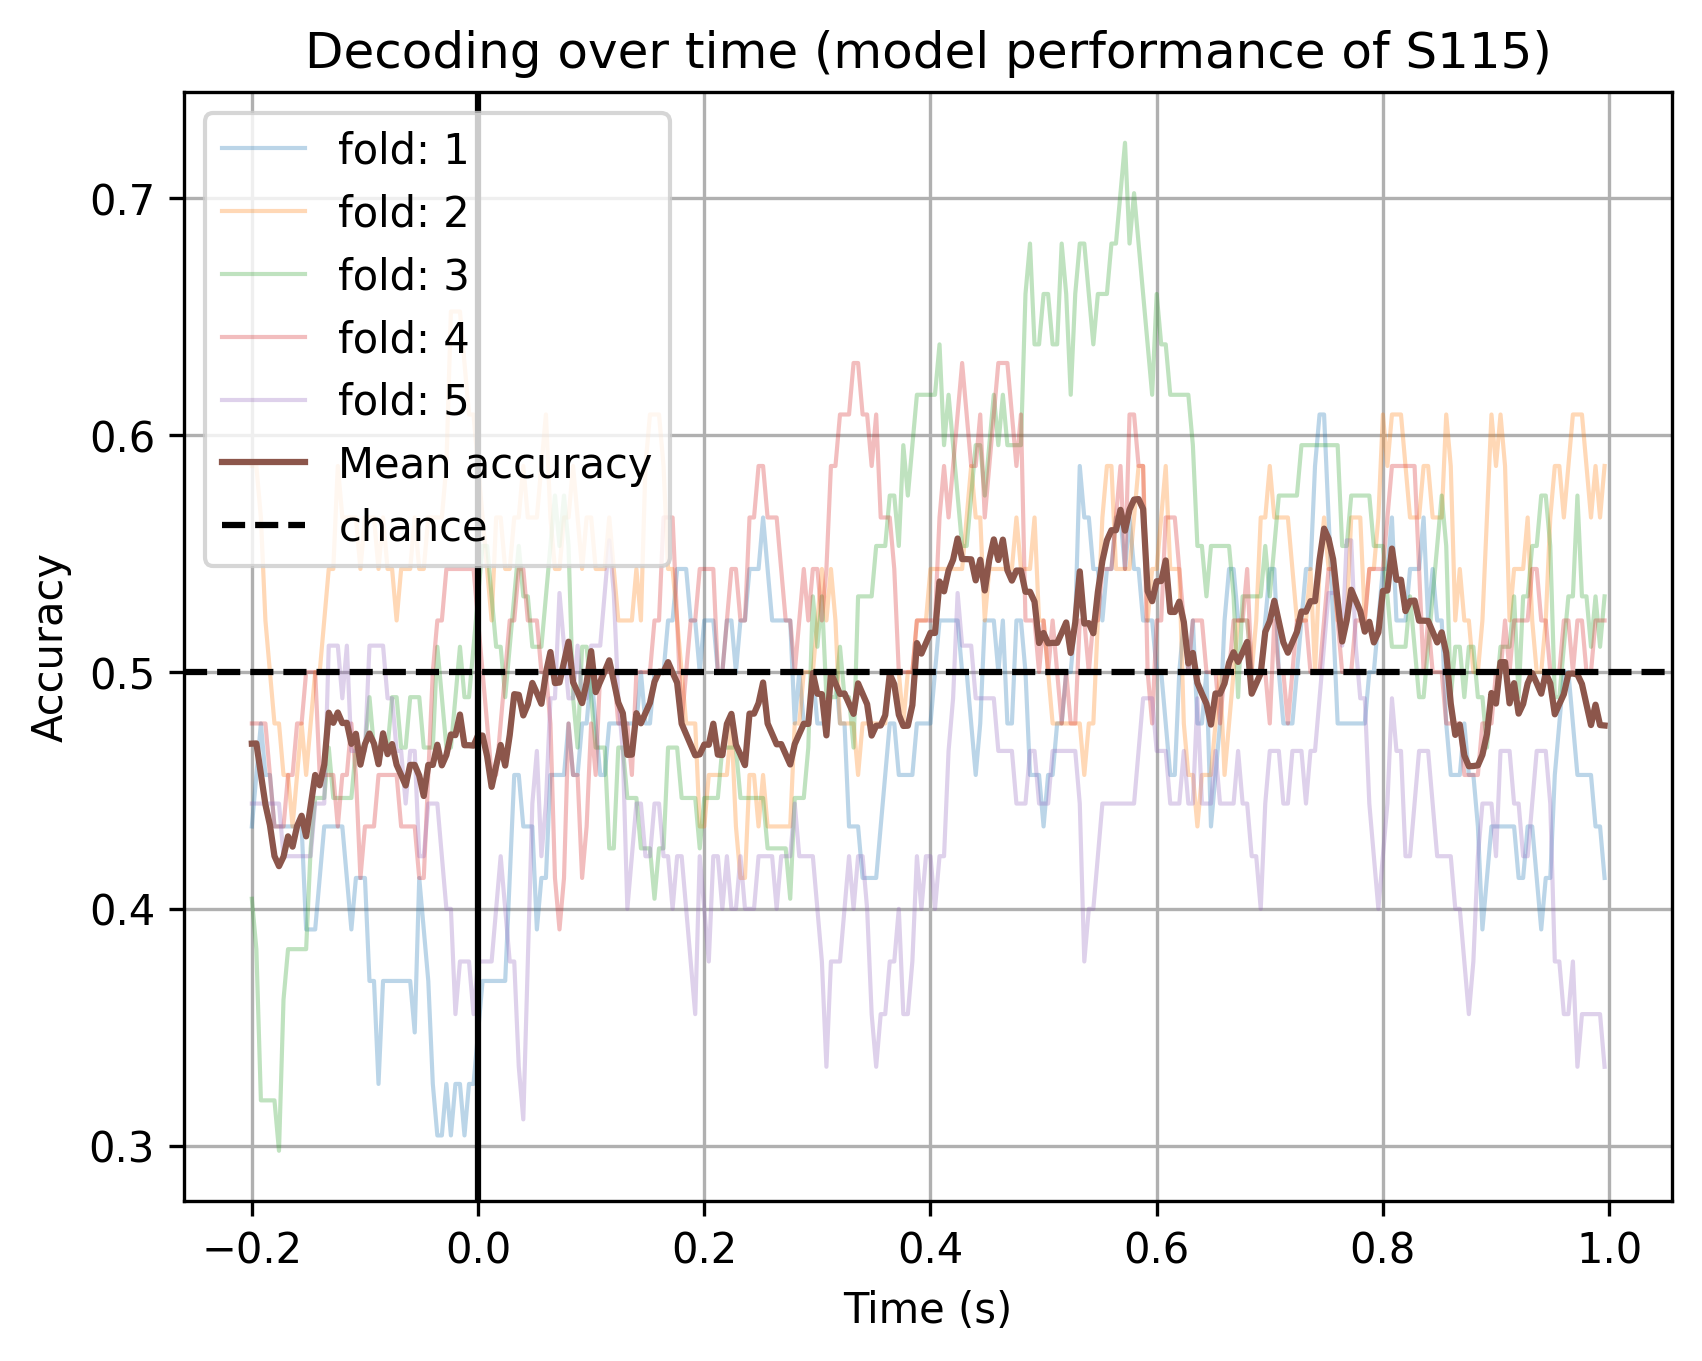 Decoding over time (model performance of S115)
fold: 1
fold: 2
fold: 3
fold: 4
fold: 5
Mean accuracy
chance
Accuracy
0.7
0.6
0.5
0.4
0.3
−0.2 0.0 0.2 0.4 0.6 0.8 1.0
Time (s)